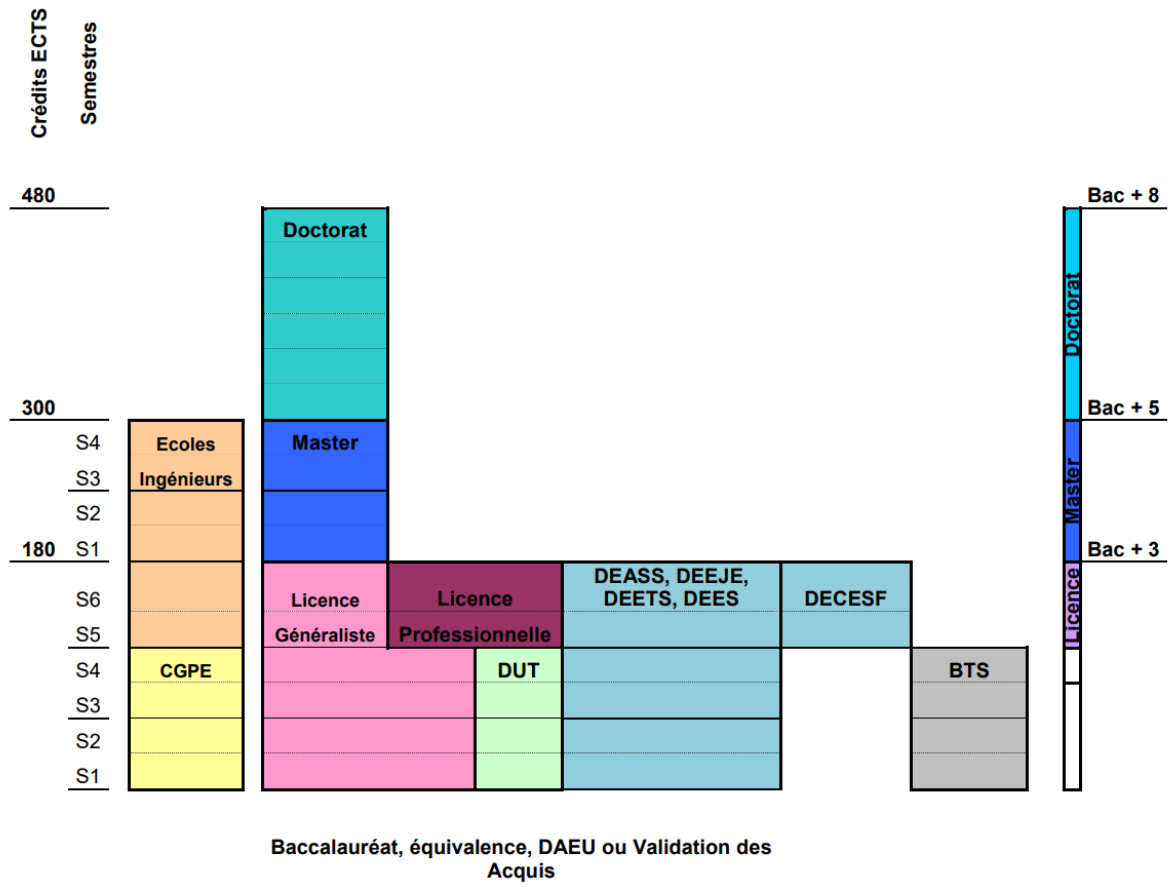 Crédits ECTS
Semestres
480
Bac + 8
Doctorat
Doctorat
300
Bac + 5
S4
Ecoles
Master
S3
Ingénieurs
Master
S2
180
S1
Bac + 3
DEASS, DEEJE,
DEETS, DEES
S6
Licence
Licence
DECESF
Licence
S5
Généraliste
Professionnelle
S4
CGPE
DUT
BTS
S3
S2
S1
Baccalauréat, équivalence, DAEU ou Validation des
Acquis